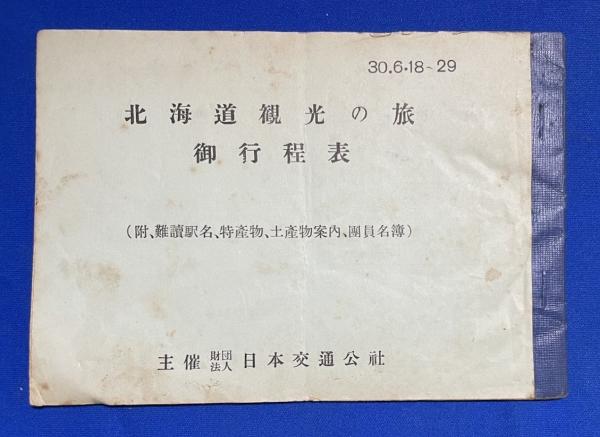 30.6.18~29
北海道観光の旅
御行程表
(附、難讀駅名、特産物、土産物案内、團員名簿)
主催 財団法人 日本交通公社